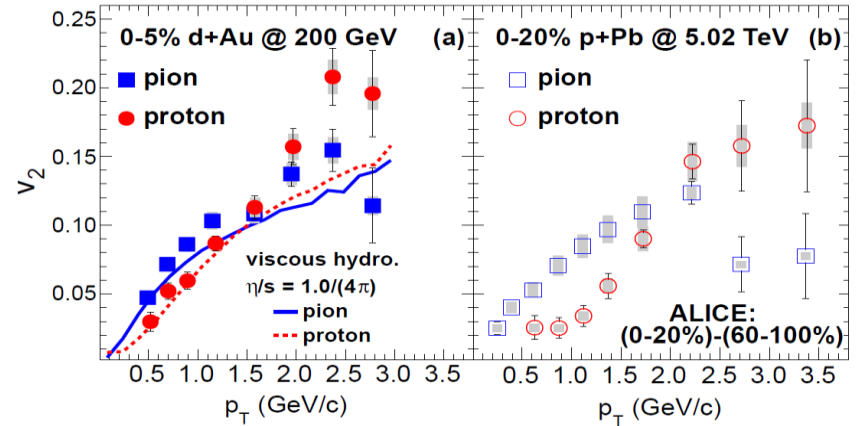 0-5% d+Au @ 200 GeV (a)
pion
proton
viscous hydro.
η/s = 1.0/(4π)
pion
proton
0.25
0.20
0.15
0.10
0.05
v2
0.5 1.0 1.5 2.0 2.5 3.0 3.5
pT (GeV/c)
0-20% p+Pb @ 5.02 TeV (b)
pion
proton
ALICE:
(0-20%)-(60-100%)
0.5 1.0 1.5 2.0 2.5 3.0 3.5
pT (GeV/c)